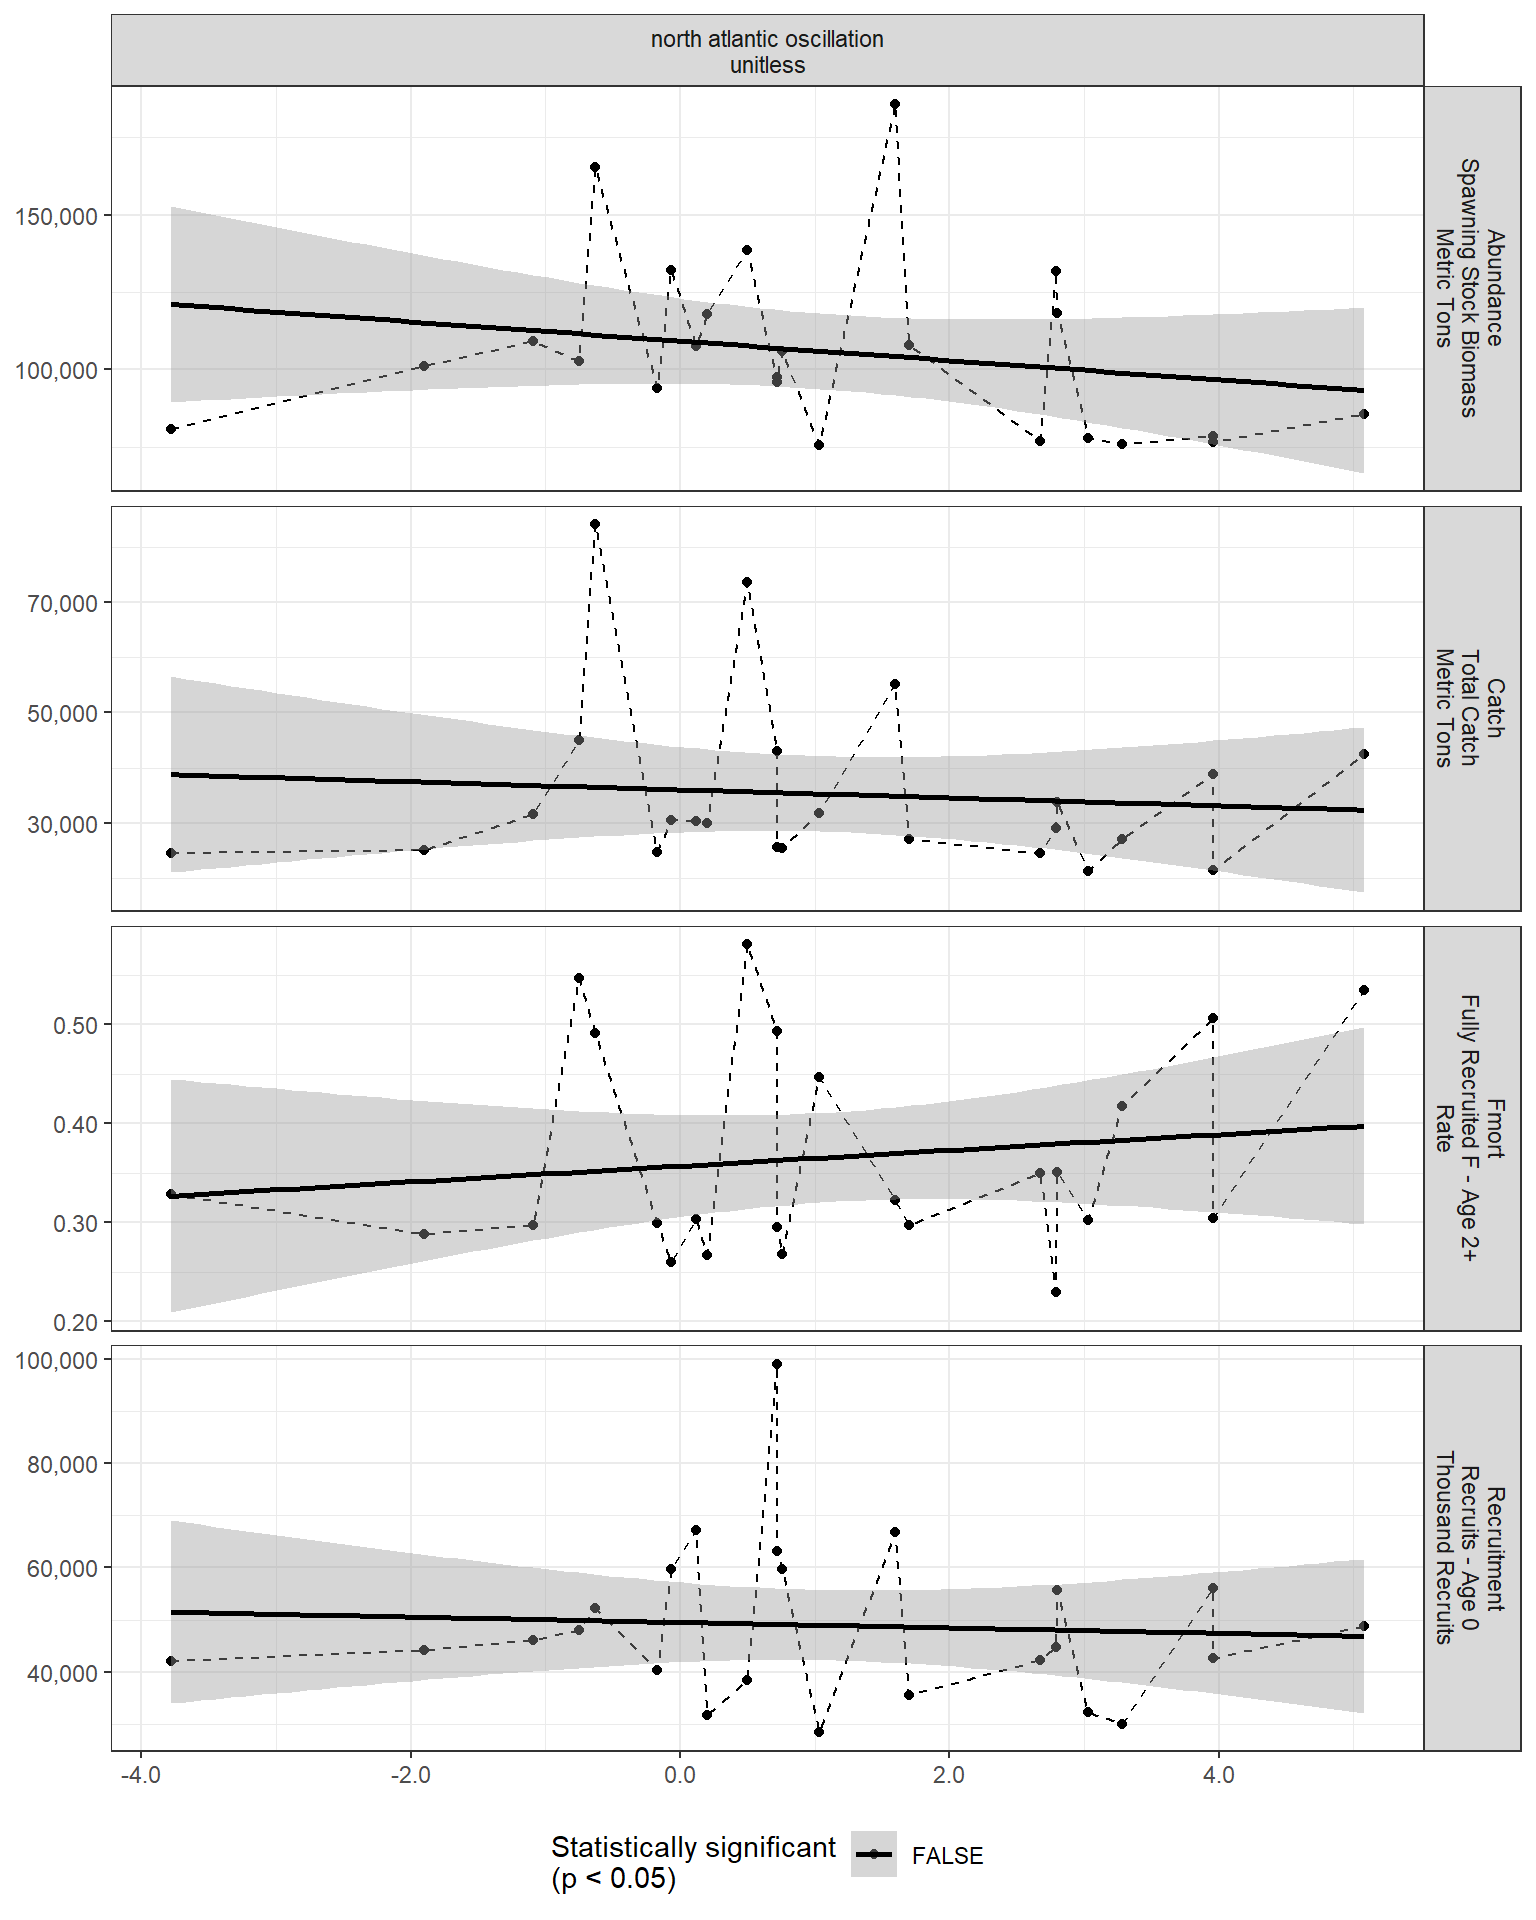 north atlantic oscillation
unitless
150,000
100,000
Abundance
Spawning Stock Biomass
Metric Tons
70,000
50,000
30,000
Catch
Total Catch
Metric Tons
0.50
0.40
0.30
0.20
Fmort
Fully Recruited F - Age 2+
Rate
100,000
80,000
60,000
40,000
Recruitment
Recruits - Age 0
Thousand Recruits
-4.0
-2.0
0.0
2.0
4.0
Statistically significant
(p < 0.05)
FALSE